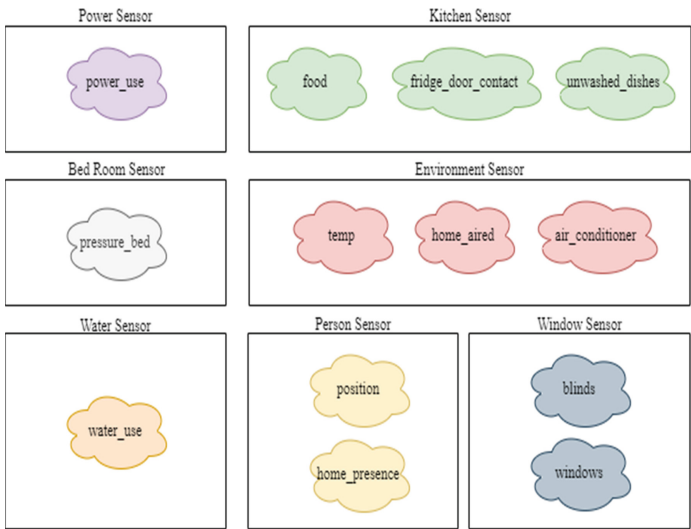 Power Sensor
power_use
Kitchen Sensor
food
fridge_door_contact
unwashed_dishes
Bed Room Sensor
pressure_bed
Environment Sensor
temp
home_aired
air_conditioner
Water Sensor
water_use
Person Sensor
position
home_presence
Window Sensor
blinds
windows